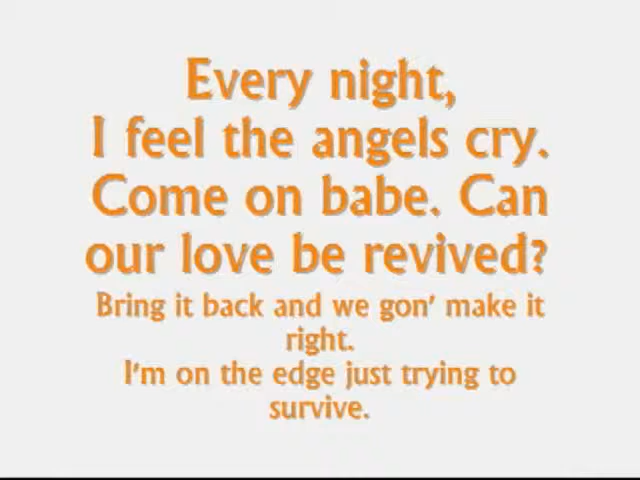 Every night,
I feel the angels cry.
Come on babe. Can
our love be revived?
Bring it back and we gon' make it
right.
I'm on the edge just trying to
survive.